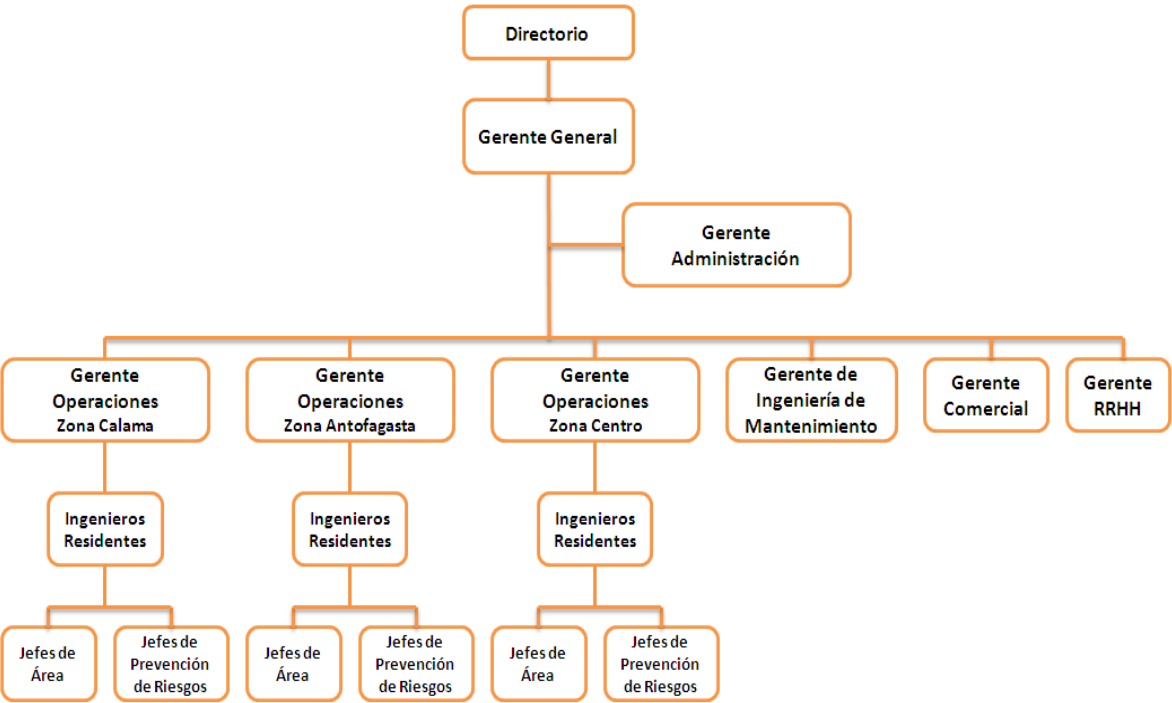 Directorio
Gerente General
Gerente
Administración
Gerente
Operaciones
Zona Calama
Gerente
Operaciones
Zona Antofagasta
Gerente
Operaciones
Zona Centro
Gerente de
Ingeniería de
Mantenimiento
Gerente
Comercial
Gerente
RRHH
Ingenieros
Residentes
Ingenieros
Residentes
Ingenieros
Residentes
Jefes de
Área
Jefes de
Prevención
de Riesgos
Jefes de
Área
Jefes de
Prevención
de Riesgos
Jefes de
Área
Jefes de
Prevención
de Riesgos